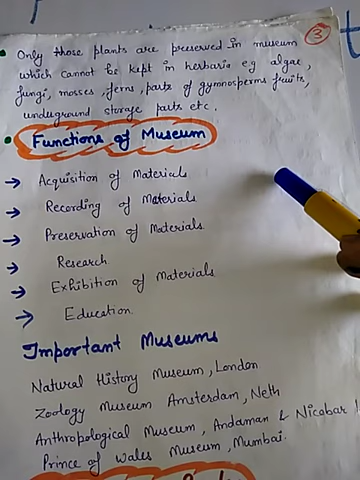 3
Only those plants are preserved in museum
which cannot be kept in herbaria e.g algae,
fungi, mosses, ferns, parts of gymnosperms fruits,
underground storage parts etc.
Functions of Museum
→ Acquisition of Materials
→ Recording of Materials
→ Preservation of Materials
→ Research
→ Exhibition of Materials
→ Education.
Important Museums
Natural History Museum, London
Zoology Museum Amsterdam, Neth
Anthropological Museum, Andaman & Nicobar
Prince of Wales Museum, Mumbai.